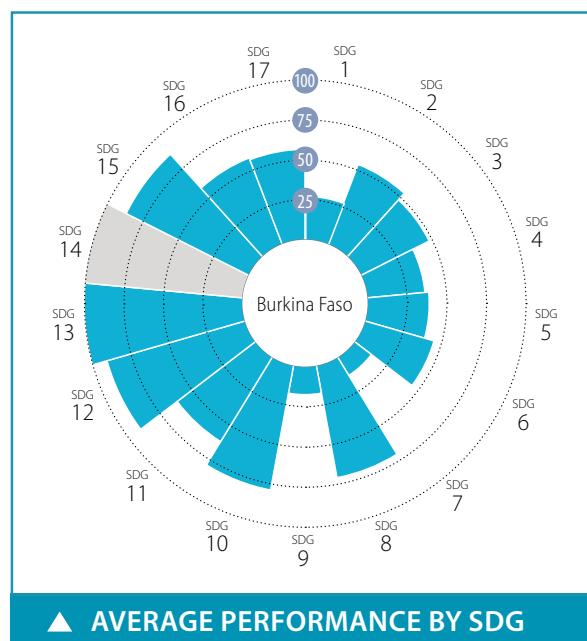 SDG
1
SDG
2
SDG
3
SDG
4
SDG
5
SDG
6
SDG
7
SDG
8
SDG
9
SDG
10
SDG
11
SDG
12
SDG
13
SDG
14
SDG
15
SDG
16
SDG
17
100
75
50
25
Burkina Faso
▲ AVERAGE PERFORMANCE BY SDG